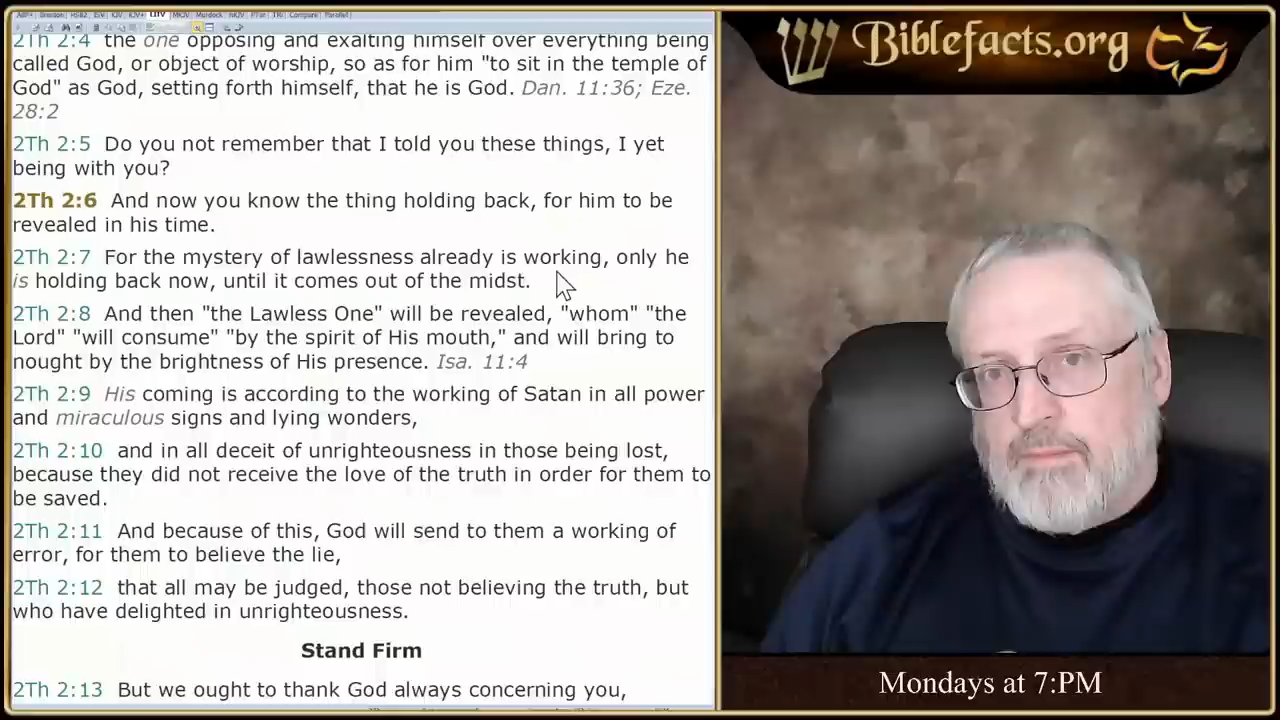 HSB2 ESV KJV KJV+ LITV MKJV Murdock Compare Parallel
2Th 2:4 the one opposing and exalting himself over everything being
called God, or object of worship, so as for him "to sit in the temple of
God" as God, setting forth himself, that he is God. Dan. 11:36; Eze.
28:2
2Th 2:5 Do you not remember that I told you these things, I yet
being with you?
2Th 2:6 And now you know the thing holding back, for him to be
revealed in his time.
2Th 2:7 For the mystery of lawlessness already is working, only he
is holding back now, until it comes out of the midst.
2Th 2:8 And then "the Lawless One" will be revealed, "whom" "the
Lord" "will consume" "by the spirit of His mouth," and will bring to
nought by the brightness of His presence. Isa. 11:4
2Th 2:9 His coming is according to the working of Satan in all power
and miraculous signs and lying wonders,
2Th 2:10 and in all deceit of unrighteousness in those being lost,
because they did not receive the love of the truth in order for them to
be saved.
2Th 2:11 And because of this, God will send to them a working of
error, for them to believe the lie,
2Th 2:12 that all may be judged, those not believing the truth, but
who have delighted in unrighteousness.
Stand Firm
2Th 2:13 But we ought to thank God always concerning you,
Biblefacts.org
Mondays at 7:PM